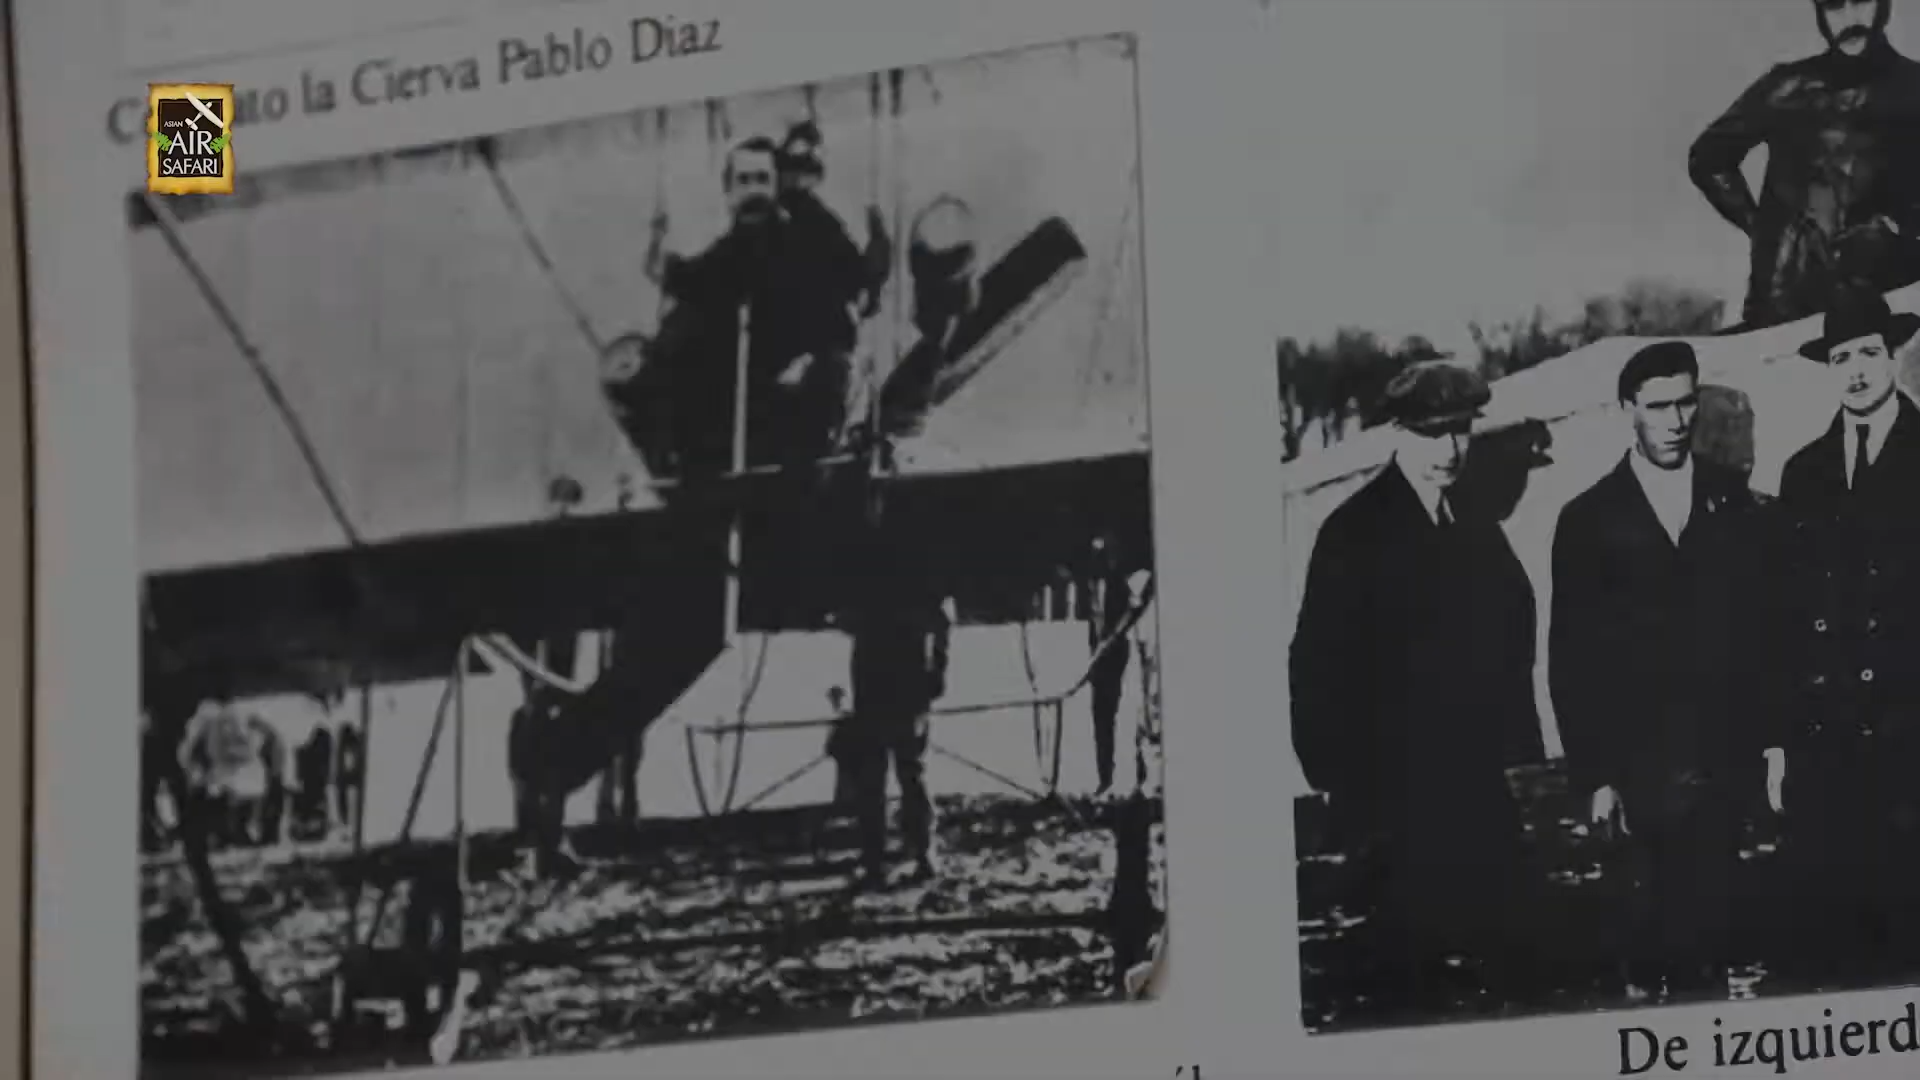 la Cierva Pablo Diaz
ASIAN
AIR
SAFARI
De izquierd